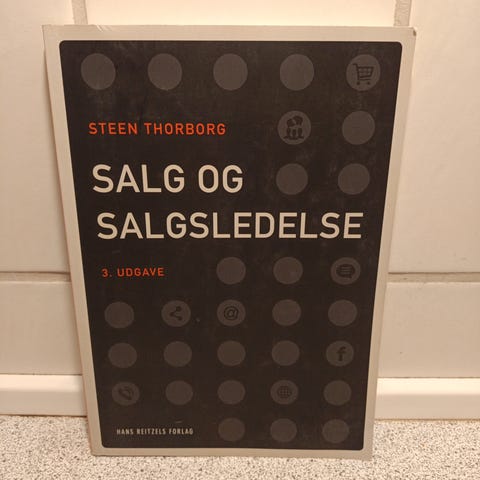 STEEN THORBORG
SALG OG
SALGSLEDELSE
3. UDGAVE
@
f
HANS REITZELS FORLAG